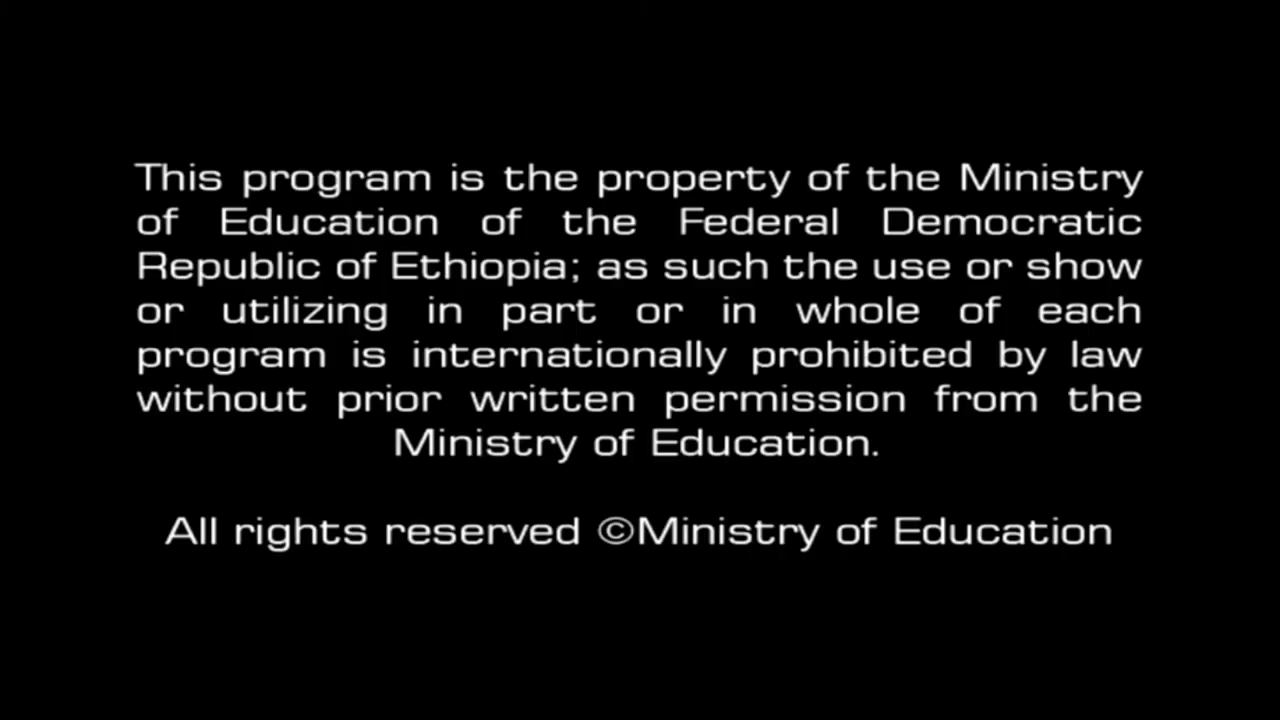 This program is the property of the Ministry
of Education of the Federal Democratic
Republic of Ethiopia; as such the use or show
or utilizing in part or in whole of each
program is internationally prohibited by law
without prior written permission from the
Ministry of Education.
All rights reserved ©Ministry of Education